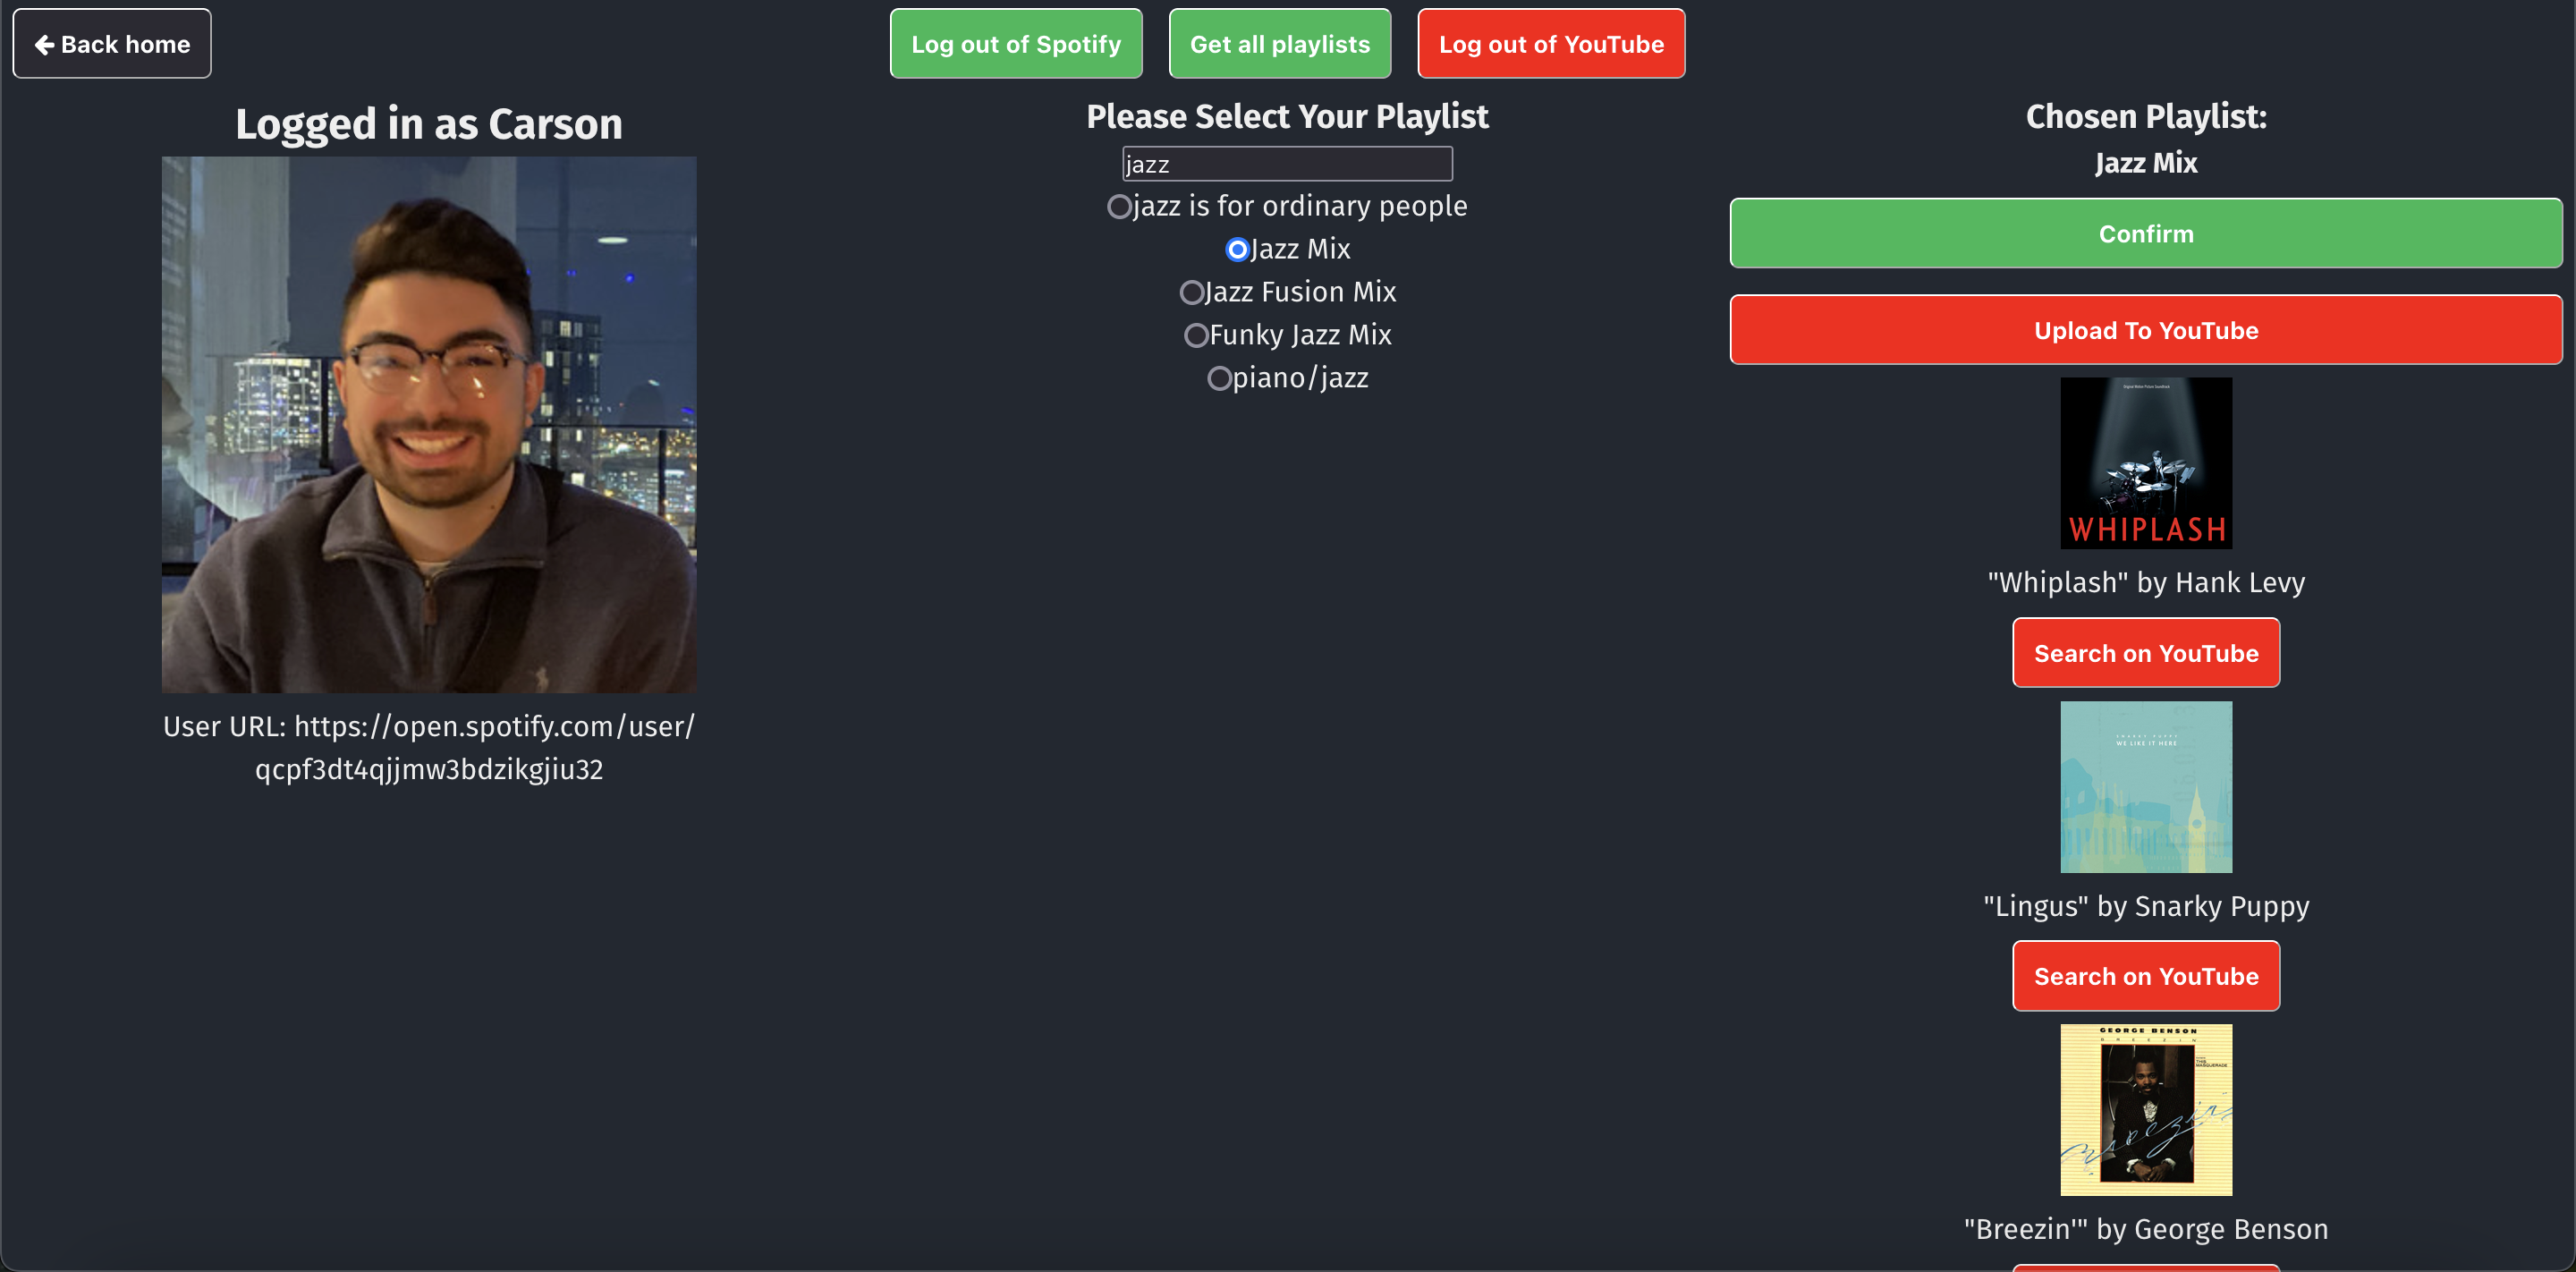 Back home
Log out of Spotify
Get all playlists
Log out of YouTube
Logged in as Carson
User URL: https://open.spotify.com/user/
qcpf3dt4qjjmw3bdzikgjiu32
Please Select Your Playlist
jazz
jazz is for ordinary people
Jazz Mix
Jazz Fusion Mix
Funky Jazz Mix
piano/jazz
Chosen Playlist:
Jazz Mix
Confirm
Upload To YouTube
WHIPLASH
"Whiplash" by Hank Levy
Search on YouTube
SNARKY PUPPY
WE LIKE IT HERE
"Lingus" by Snarky Puppy
Search on YouTube
GEORGE BENSON
BREEZIN
"Breezin'" by George Benson